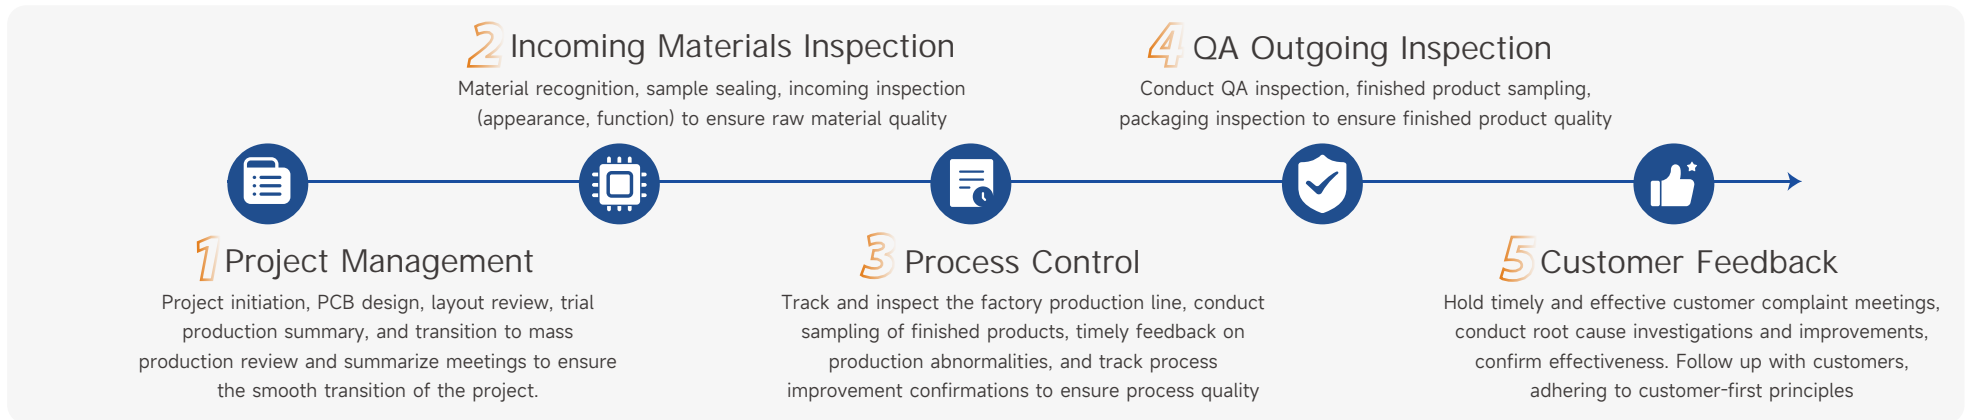 1 Project Management
Project initiation, PCB design, layout review, trial
production summary, and transition to mass
production review and summarize meetings to ensure
the smooth transition of the project.
2 Incoming Materials Inspection
Material recognition, sample sealing, incoming inspection
(appearance, function) to ensure raw material quality
3 Process Control
Track and inspect the factory production line, conduct
sampling of finished products, timely feedback on
production abnormalities, and track process
improvement confirmations to ensure process quality
4 QA Outgoing Inspection
Conduct QA inspection, finished product sampling,
packaging inspection to ensure finished product quality
5 Customer Feedback
Hold timely and effective customer complaint meetings,
conduct root cause investigations and improvements,
confirm effectiveness. Follow up with customers,
adhering to customer-first principles